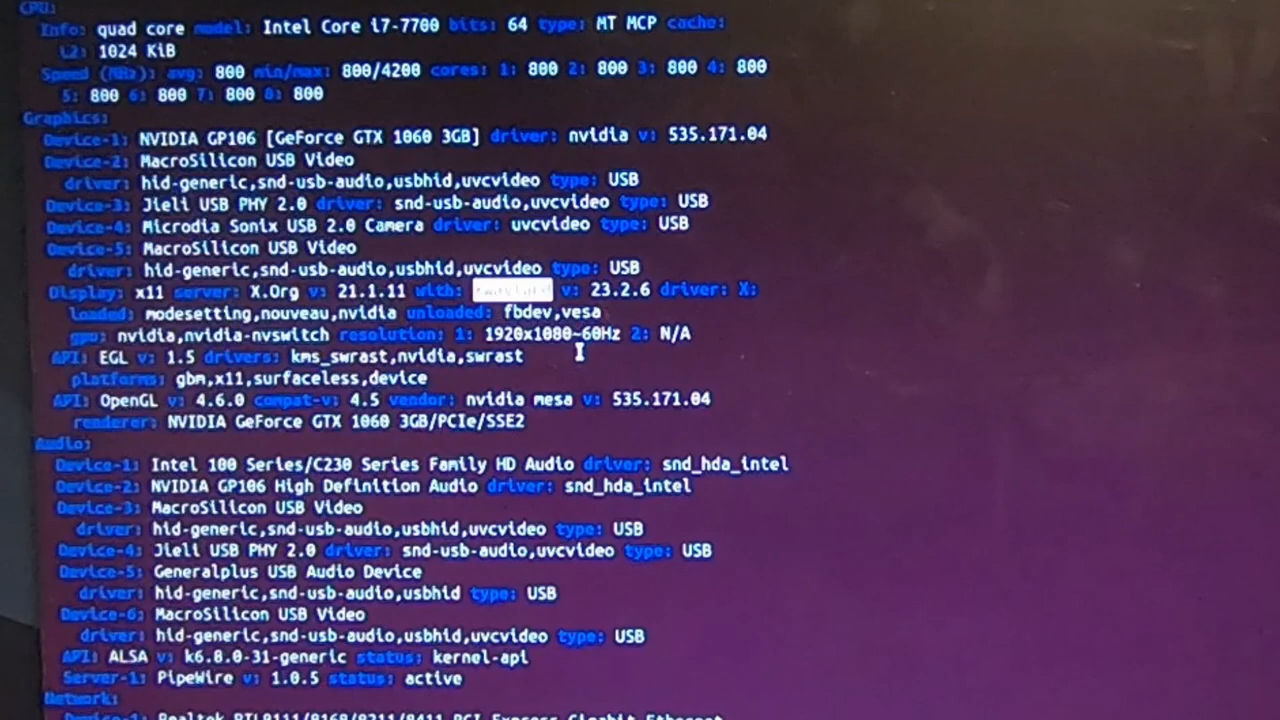 CPU:
Info: quad core model: Intel Core i7-7700 bits: 64 type: MT MCP cache:
L2: 1024 KiB
Speed (MHz): avg: 800 min/max: 800/4200 cores: 1: 800 2: 800 3: 800 4: 800
5: 800 6: 800 7: 800 8: 800
Graphics:
Device-1: NVIDIA GP106 [GeForce GTX 1060 3GB] driver: nvidia v: 535.171.04
Device-2: MacroSilicon USB Video
driver: hid-generic,snd-usb-audio,usbhid,uvcvideo type: USB
Device-3: Jieli USB PHY 2.0 driver: snd-usb-audio,uvcvideo type: USB
Device-4: Microdia Sonix USB 2.0 Camera driver: uvcvideo type: USB
Device-5: MacroSilicon USB Video
driver: hid-generic,snd-usb-audio,usbhid,uvcvideo type: USB
Display: x11 server: X.Org v: 21.1.11 with: v: 23.2.6 driver: X:
loaded: modesetting,nouveau,nvidia unloaded: fbdev,vesa
gpu: nvidia,nvidia-nvswitch resolution: 1: 1920x1080~60Hz 2: N/A
API: EGL v: 1.5 drivers: kms_swrast,nvidia,swrast
platforms: gbm,x11,surfaceless,device
API: OpenGL v: 4.6.0 compat-v: 4.5 vendor: nvidia mesa v: 535.171.04
renderer: NVIDIA GeForce GTX 1060 3GB/PCIe/SSE2
Audio:
Device-1: Intel 100 Series/C230 Series Family HD Audio driver: snd_hda_intel
Device-2: NVIDIA GP106 High Definition Audio driver: snd_hda_intel
Device-3: MacroSilicon USB Video
driver: hid-generic,snd-usb-audio,usbhid,uvcvideo type: USB
Device-4: Jieli USB PHY 2.0 driver: snd-usb-audio,uvcvideo type: USB
Device-5: Generalplus USB Audio Device
driver: hid-generic,snd-usb-audio,usbhid type: USB
Device-6: MacroSilicon USB Video
driver: hid-generic,snd-usb-audio,usbhid,uvcvideo type: USB
API: ALSA v: k6.8.0-31-generic status: kernel-api
Server-1: PipeWire v: 1.0.5 status: active
Network:
Device-1: Realtek RTL8111/8168/8211/8411 PCI Express Gigabit Ethernet